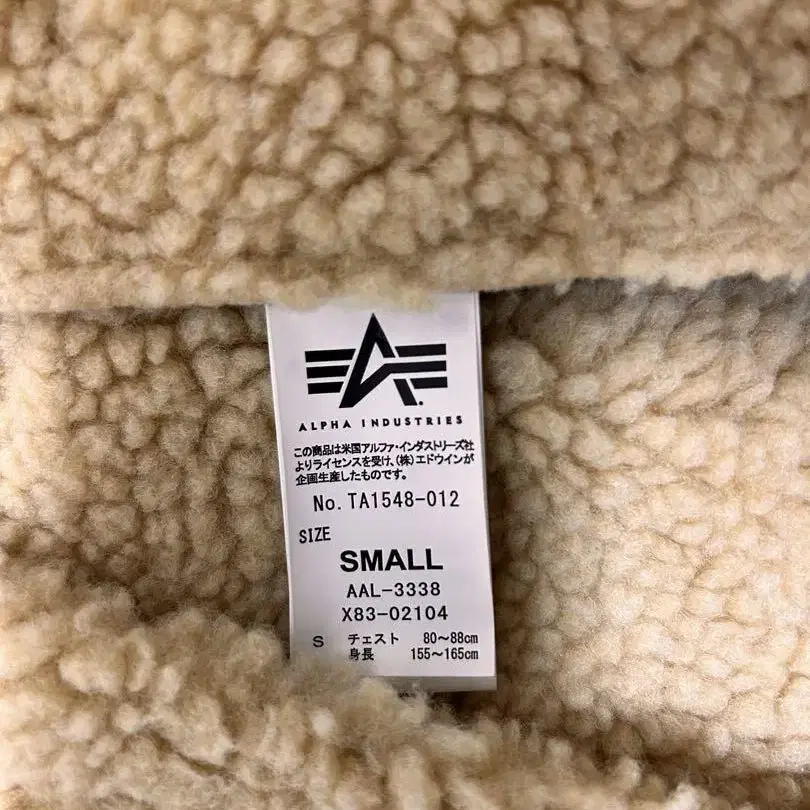 ALPHA INDUSTRIES
この商品は米国アルファ・インダストリーズ社
よりライセンスを受け、(株)エドウインが
企画生産したものです。
No. TA1548-012
SIZE
SMALL
AAL-3338
X83-02104
S チェスト 80〜88cm
身長 155〜165cm